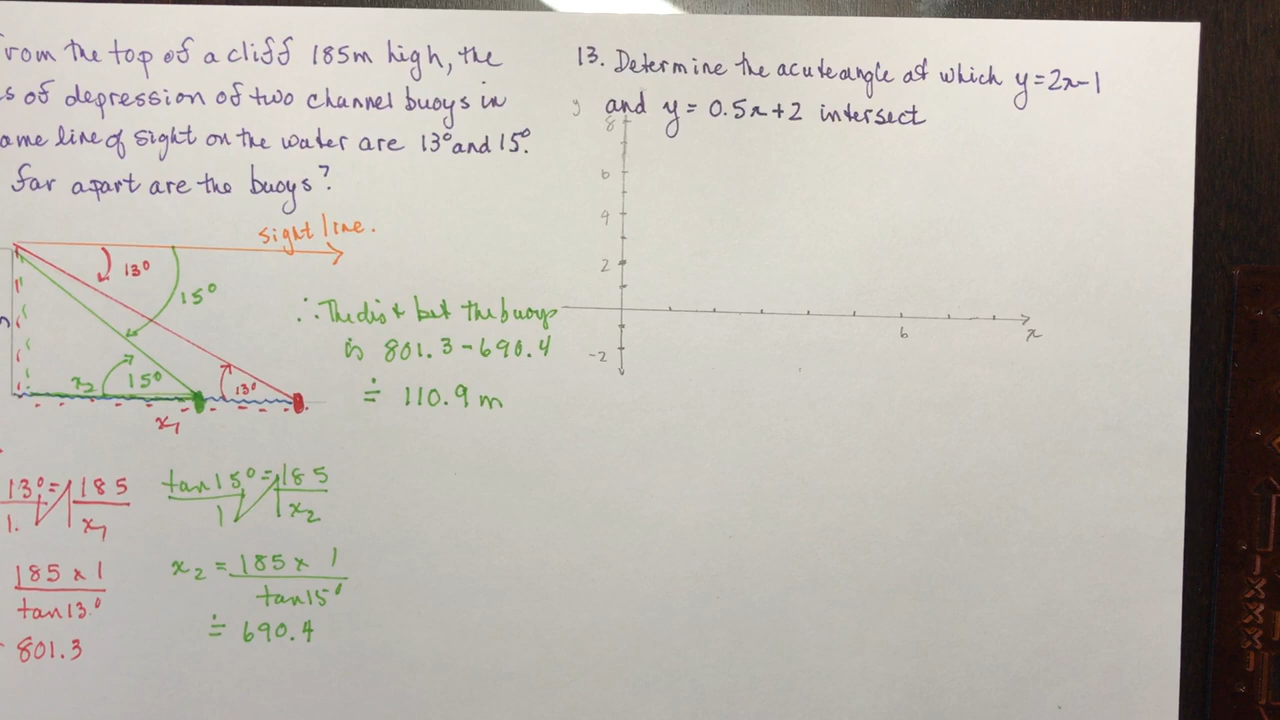 rom the top of a cliff 185m high, the
s of depression of two channel buoys in
ame line of sight on the water are 13° and 15°.
far apart are the buoys?
sight line.
13°
15°
x2
15°
13°
x1
∴ The dist bet the buoys
is 801.3 - 690.4
≐ 110.9 m
13° = 185
1. x1
185 x 1
tan 13°
801.3
tan 15° = 185
1 x2
x2 = 185 x 1
tan 15°
≐ 690.4
13. Determine the acute angle at which y = 2x-1
and y = 0.5x+2 intersect
y
8
6
4
2
-2
6
x